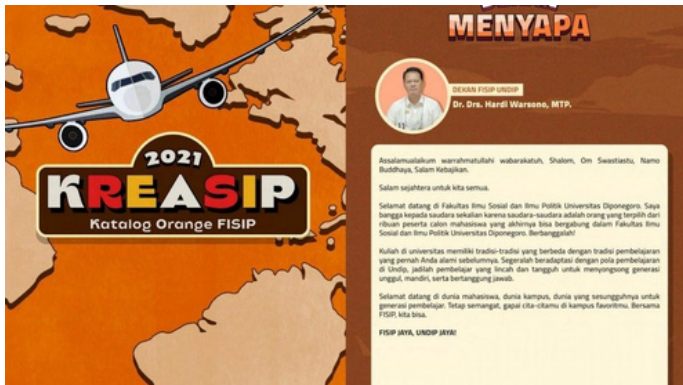 2021
KREASIP
Katalog Orange FISIP
MENYAPA
DEKAN FISIP UNDIP
Dr. Drs. Hardi Warsono, MTP.
Assalamualaikum warrahmatullahi wabarakatuh, Shalom, Om Swastiastu, Namo
Buddhaya, Salam Kebajikan.
Salam sejahtera untuk kita semua.
Selamat datang di Fakultas Ilmu Sosial dan Ilmu Politik Universitas Diponegoro. Saya
bangga kepada saudara sekalian karena saudara-saudara adalah orang yang terpilih dari
ribuan peserta calon mahasiswa yang akhirnya bisa bergabung dalam Fakultas Ilmu
Sosial dan Ilmu Politik Universitas Diponegoro. Berbanggalah!
Kuliah di universitas memiliki tradisi-tradisi yang berbeda dengan tradisi pembelajaran
yang pernah Anda alami sebelumnya. Segeralah beradaptasi dengan pola pembelajaran
di Undip, jadilah pembelajar yang lincah dan tangguh untuk menyongsong generasi
unggul, mandiri, serta bertanggung jawab.
Selamat datang di dunia mahasiswa, dunia kampus, dunia yang sesungguhnya untuk
generasi pembelajar. Tetap semangat, gapai cita-citamu di kampus favoritmu. Bersama
FISIP, kita bisa.
FISIP JAYA, UNDIP JAYA!